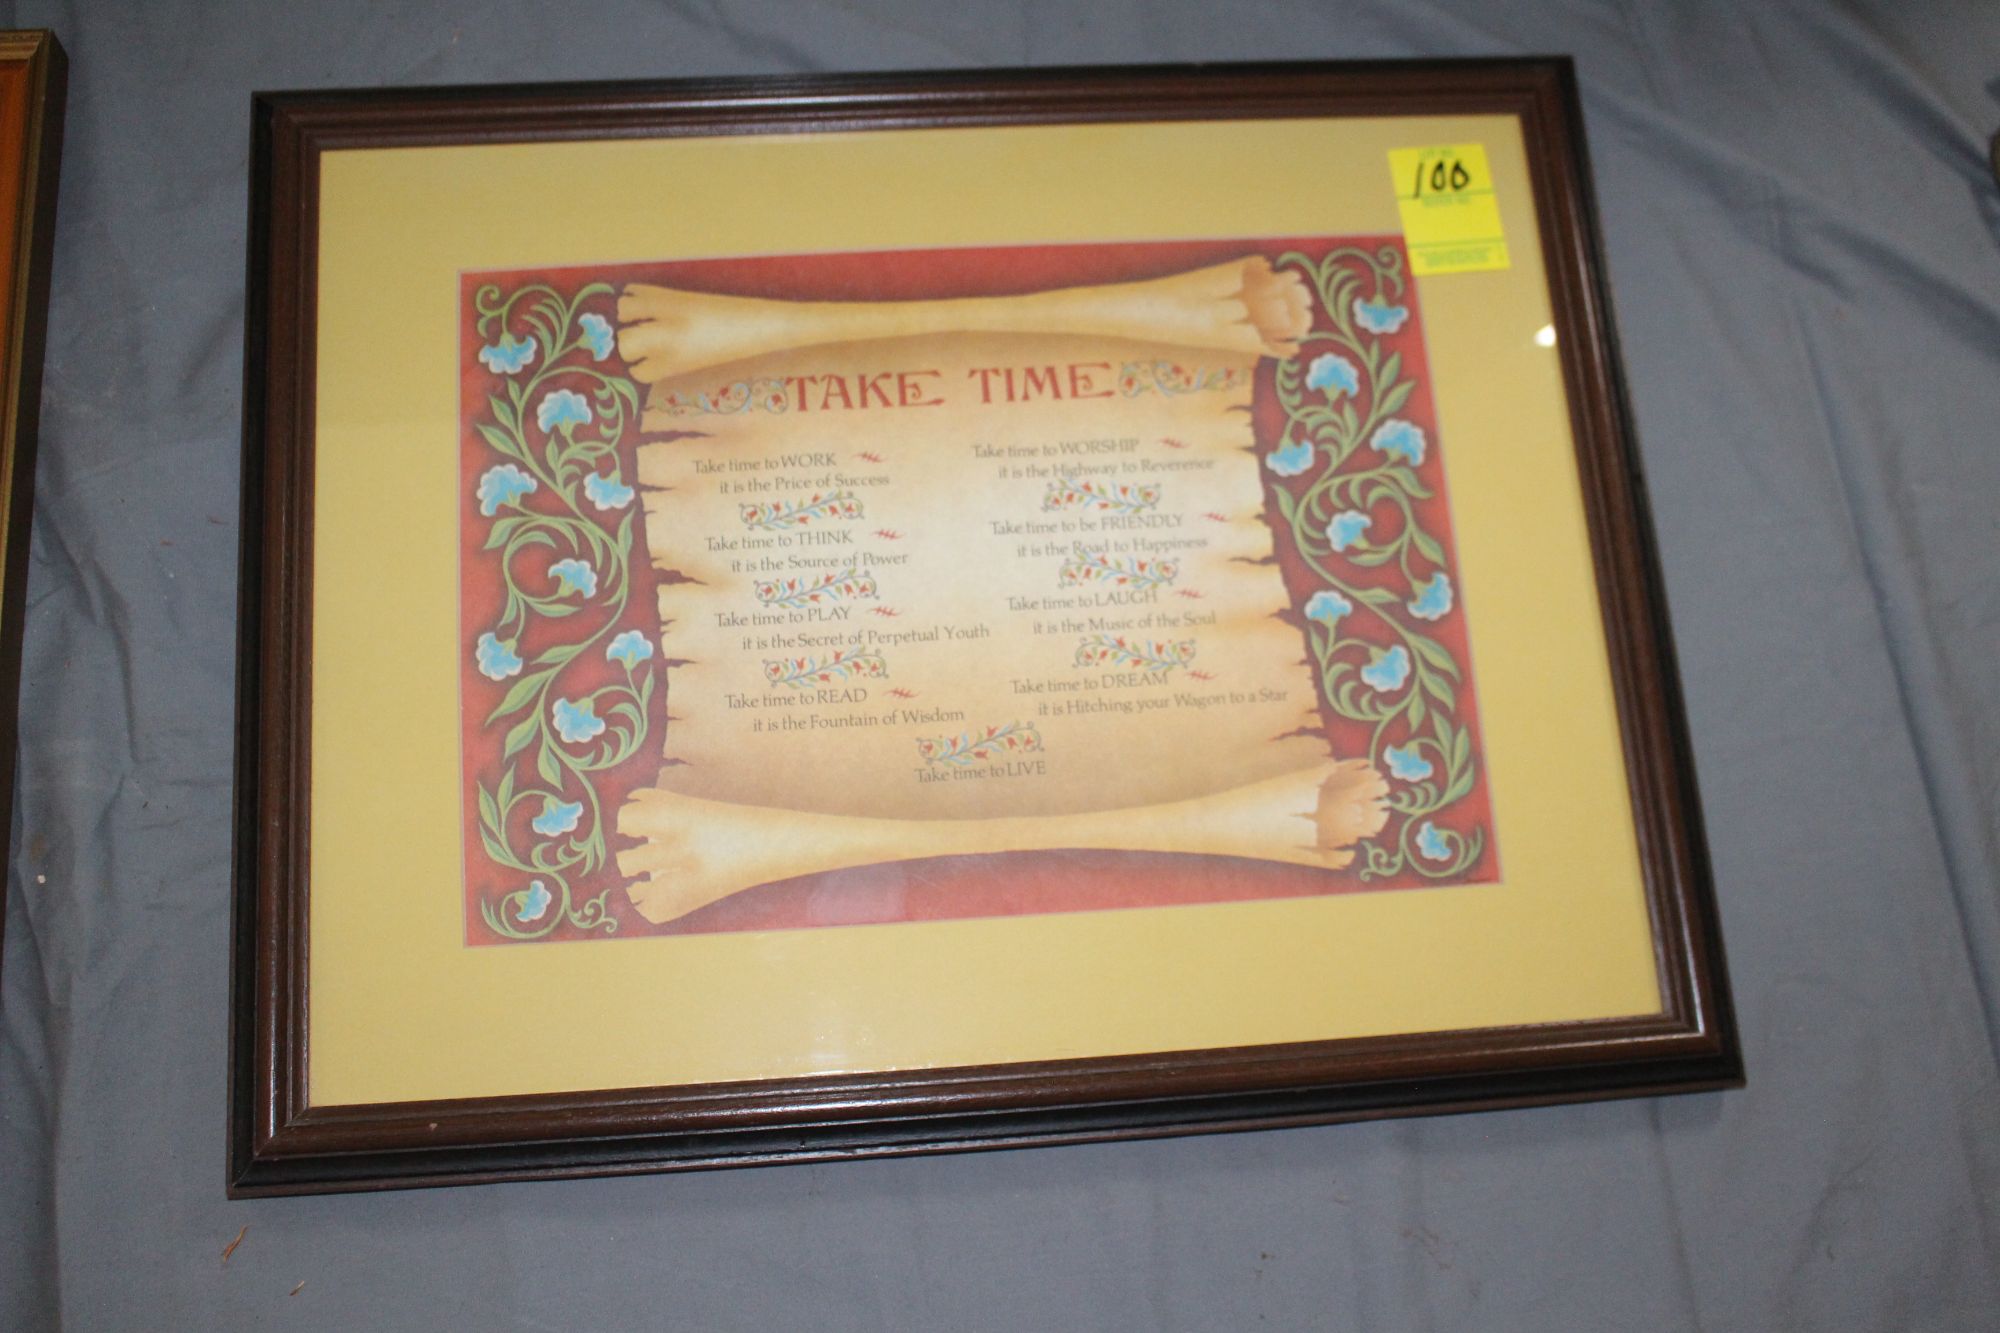 100
TAKE TIME
Take time to WORK
it is the Price of Success
Take time to THINK
it is the Source of Power
Take time to PLAY
it is the Secret of Perpetual Youth
Take time to READ
it is the Fountain of Wisdom
Take time to WORSHIP
it is the Highway to Reverence
Take time to be FRIENDLY
it is the Road to Happiness
Take time to LAUGH
it is the Music of the Soul
Take time to DREAM
it is Hitching your Wagon to a Star
Take time to LIVE